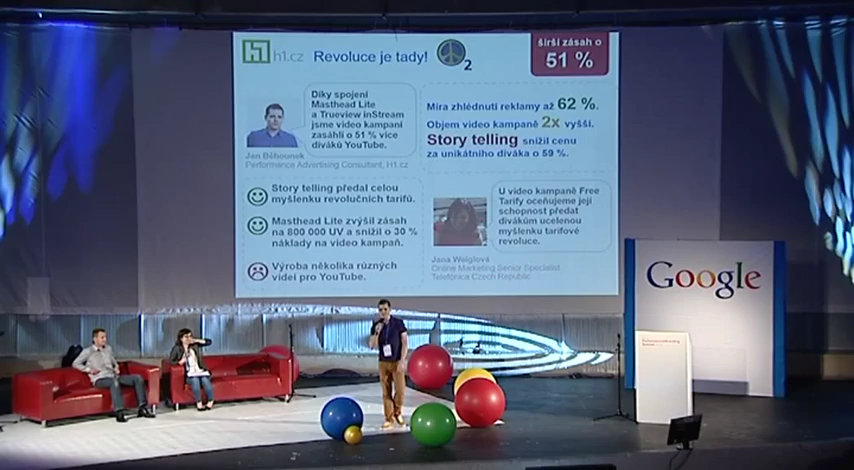 h1.cz
Revoluce je tady!
2
širší zásah o
51 %
Díky spojení
Masthead Lite
a Trueview inStream
jsme video kampaní
zasáhli o 51 % více
diváků YouTube.
Jan Běhounek
Performance Advertising Consultant, H1.cz
Míra zhlédnutí reklamy až 62 %.
Objem video kampaně 2x vyšší.
Story telling snížil cenu
za unikátního diváka o 59 %.
Story telling předal celou
myšlenku revolučních tarifů.
Masthead Lite zvýšil zásah
na 800 000 UV a snížil o 30 %
náklady na video kampaň.
Výroba několika různých
videí pro YouTube.
U video kampaně Free
Tarify oceňujeme její
schopnost předat
divákům ucelenou
myšlenku tarifové
revoluce.
Jana Weiglová
Online Marketing Senior Specialist
Telefónica Czech Republic
Google